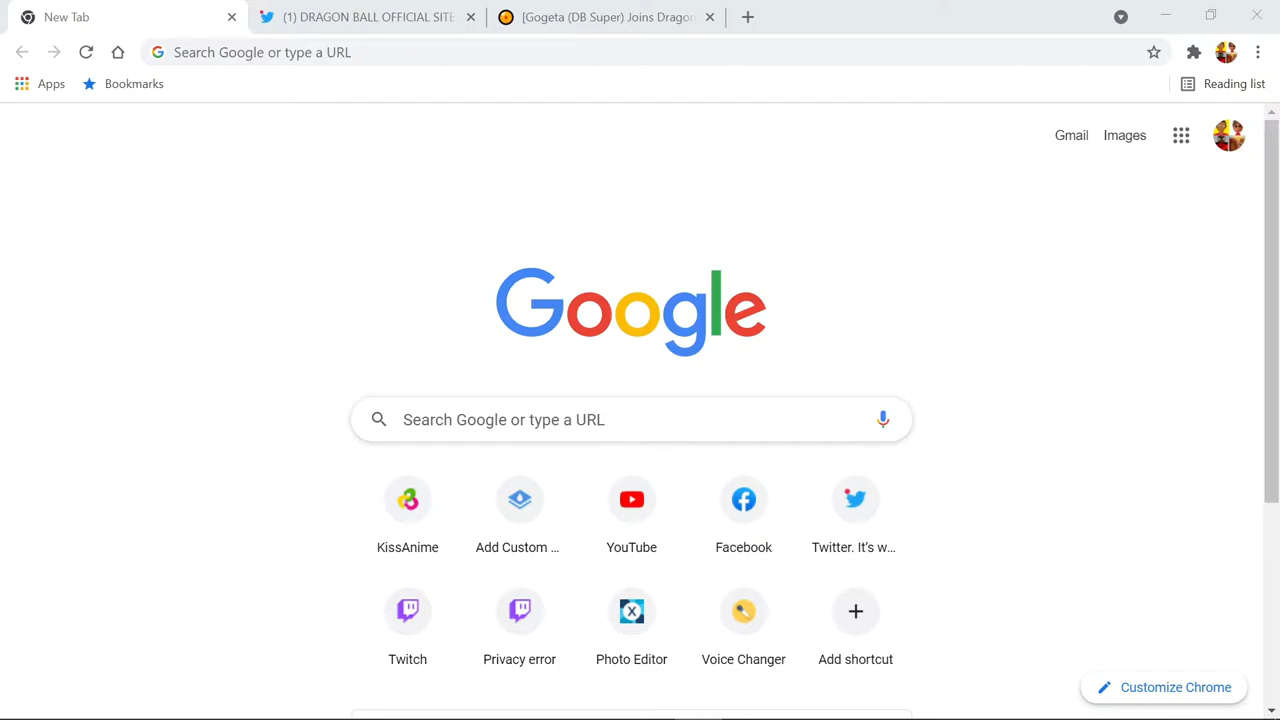 New Tab
(1) DRAGON BALL OFFICIAL SITE
[Gogeta (DB Super) Joins Dragon
Search Google or type a URL
Apps
Bookmarks
Reading list
Gmail
Images
Google
Search Google or type a URL
KissAnime
Add Custom ...
YouTube
Facebook
Twitter. It's w...
Twitch
Privacy error
Photo Editor
Voice Changer
Add shortcut
Customize Chrome